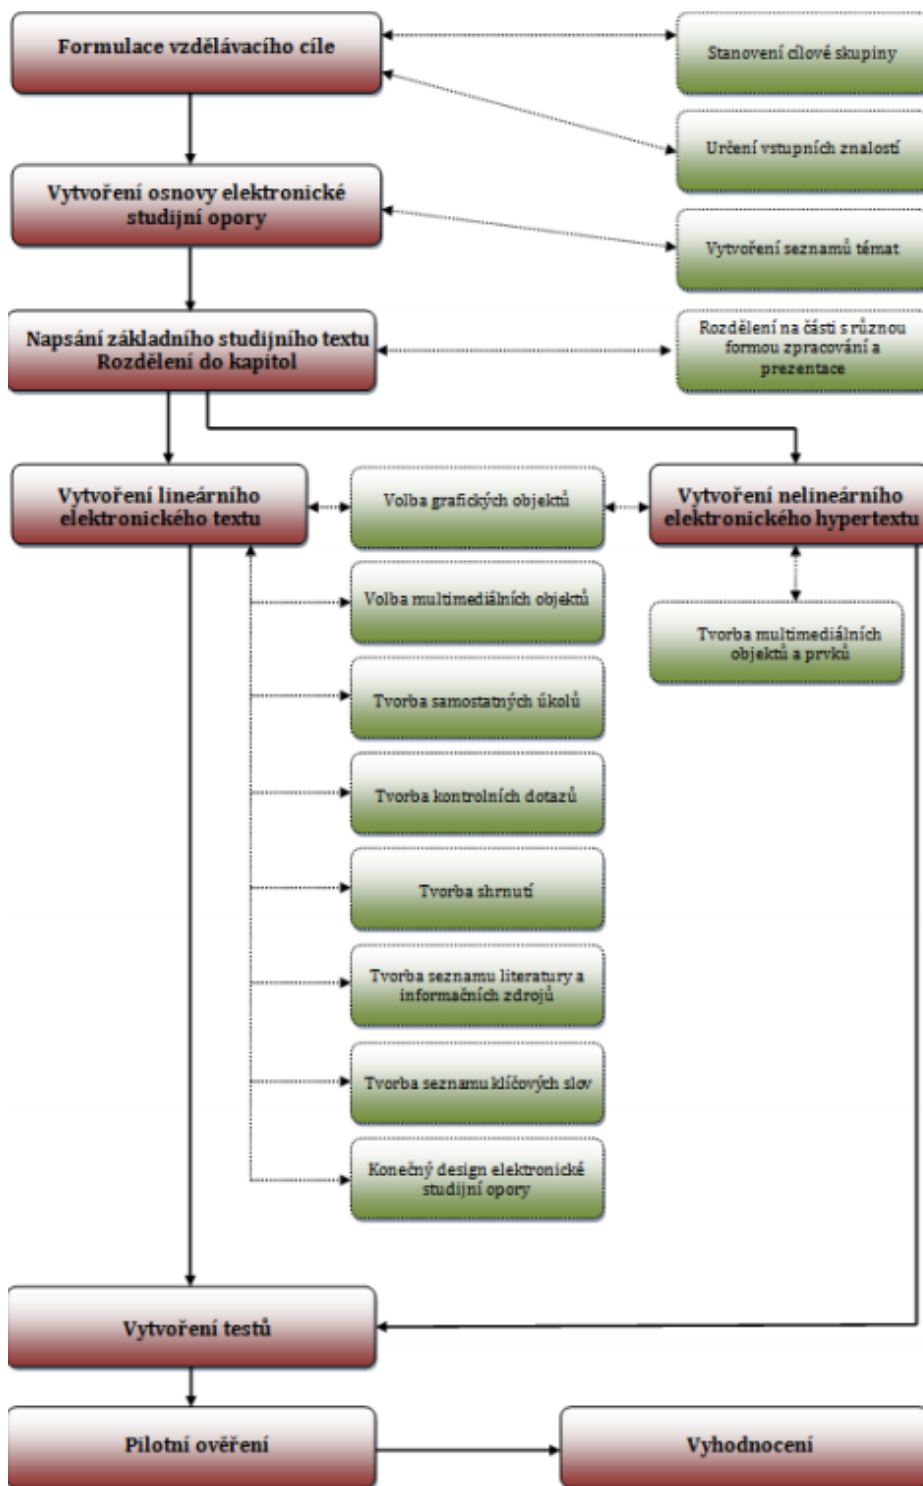 Formulace vzdělávacího cíle
Stanovení cílové skupiny
Určení vstupních znalostí
Vytvoření osnovy elektronické
studijní opory
Vytvoření seznamů témat
Napsání základního studijního textu
Rozdělení do kapitol
Rozdělení na části s různou
formou zpracování a
prezentace
Vytvoření lineárního
elektronického textu
Volba grafických objektů
Vytvoření nelineárního
elektronického hypertextu
Volba multimediálních objektů
Tvorba multimediálních
objektů a prvků
Tvorba samostatných úkolů
Tvorba kontrolních dotazů
Tvorba shrnutí
Tvorba seznamu literatury a
informačních zdrojů
Tvorba seznamu klíčových slov
Konečný design elektronické
studijní opory
Vytvoření testů
Pilotní ověření
Vyhodnocení